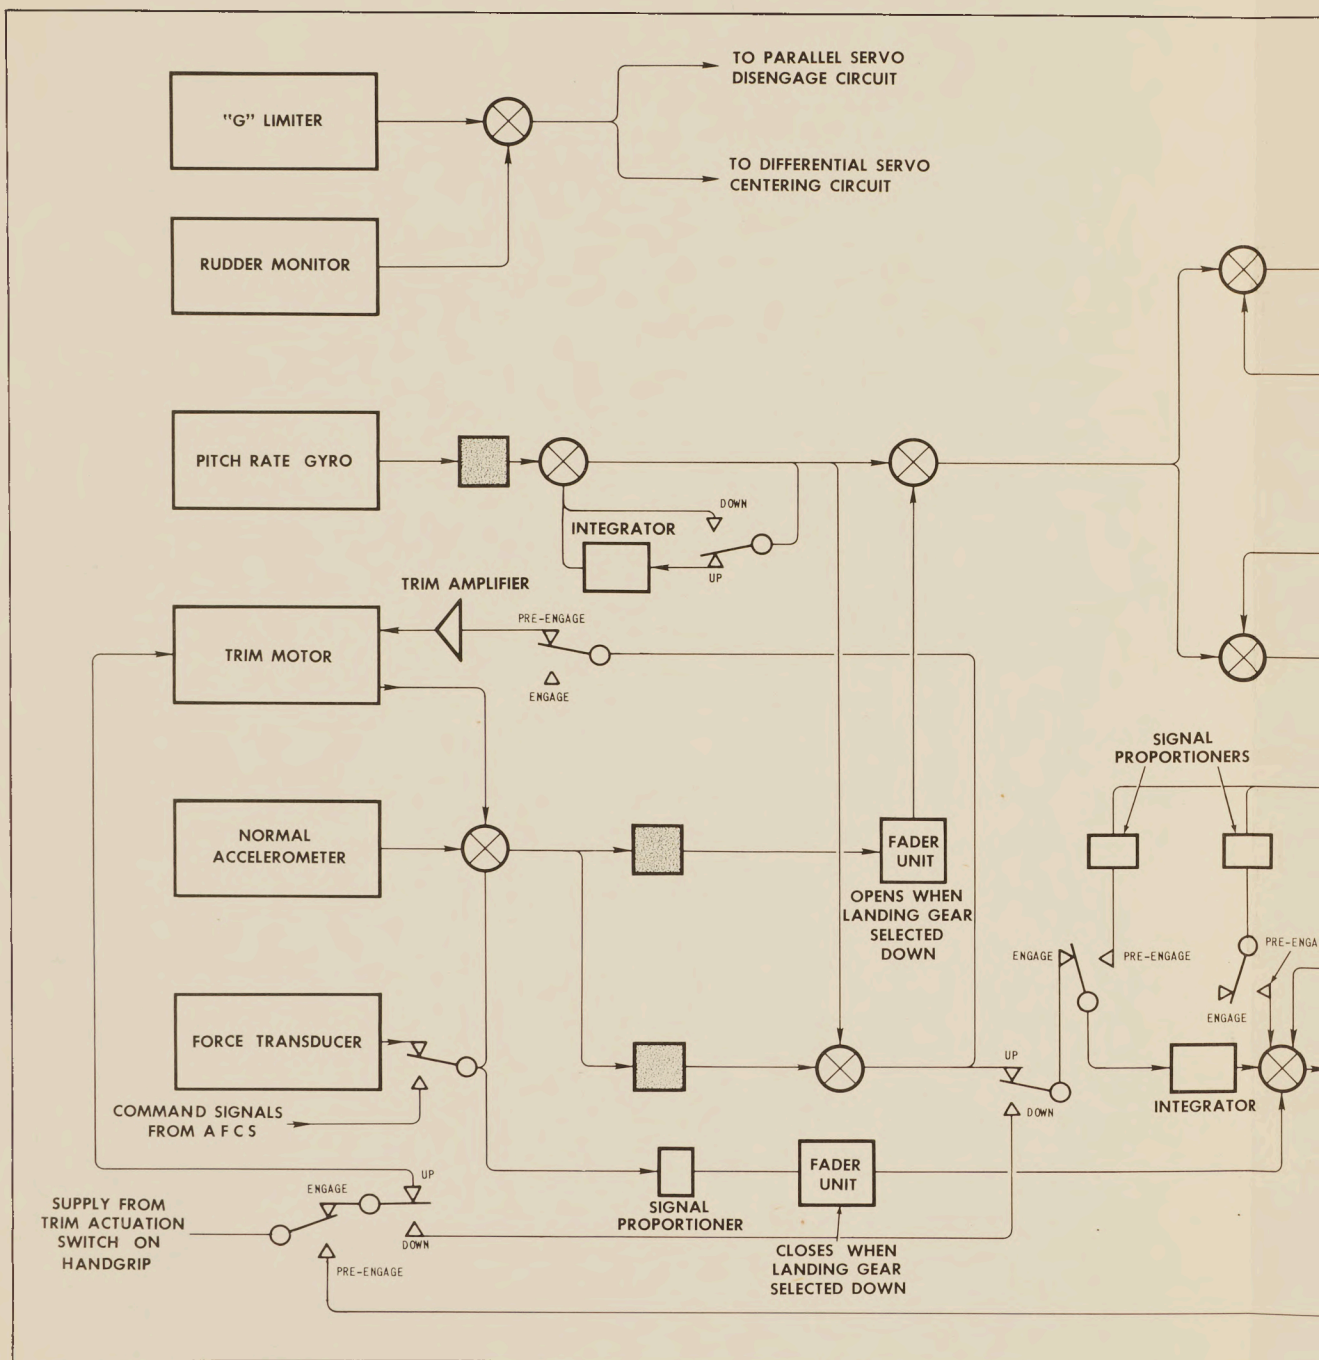 TO PARALLEL SERVO
DISENGAGE CIRCUIT
"G" LIMITER
TO DIFFERENTIAL SERVO
CENTERING CIRCUIT
RUDDER MONITOR
PITCH RATE GYRO
DOWN
INTEGRATOR
UP
TRIM AMPLIFIER
PRE-ENGAGE
TRIM MOTOR
ENGAGE
SIGNAL
PROPORTIONERS
NORMAL
ACCELEROMETER
FADER
UNIT
OPENS WHEN
LANDING GEAR
SELECTED
DOWN
ENGAGE
PRE-ENGAGE
PRE-ENGA
ENGAGE
FORCE TRANSDUCER
UP
DOWN
INTEGRATOR
COMMAND SIGNALS
FROM AFCS
FADER
UNIT
SIGNAL
PROPORTIONER
UP
ENGAGE
SUPPLY FROM
TRIM ACTUATION
SWITCH ON
HANDGRIP
DOWN
PRE-ENGAGE
CLOSES WHEN
LANDING GEAR
SELECTED DOWN